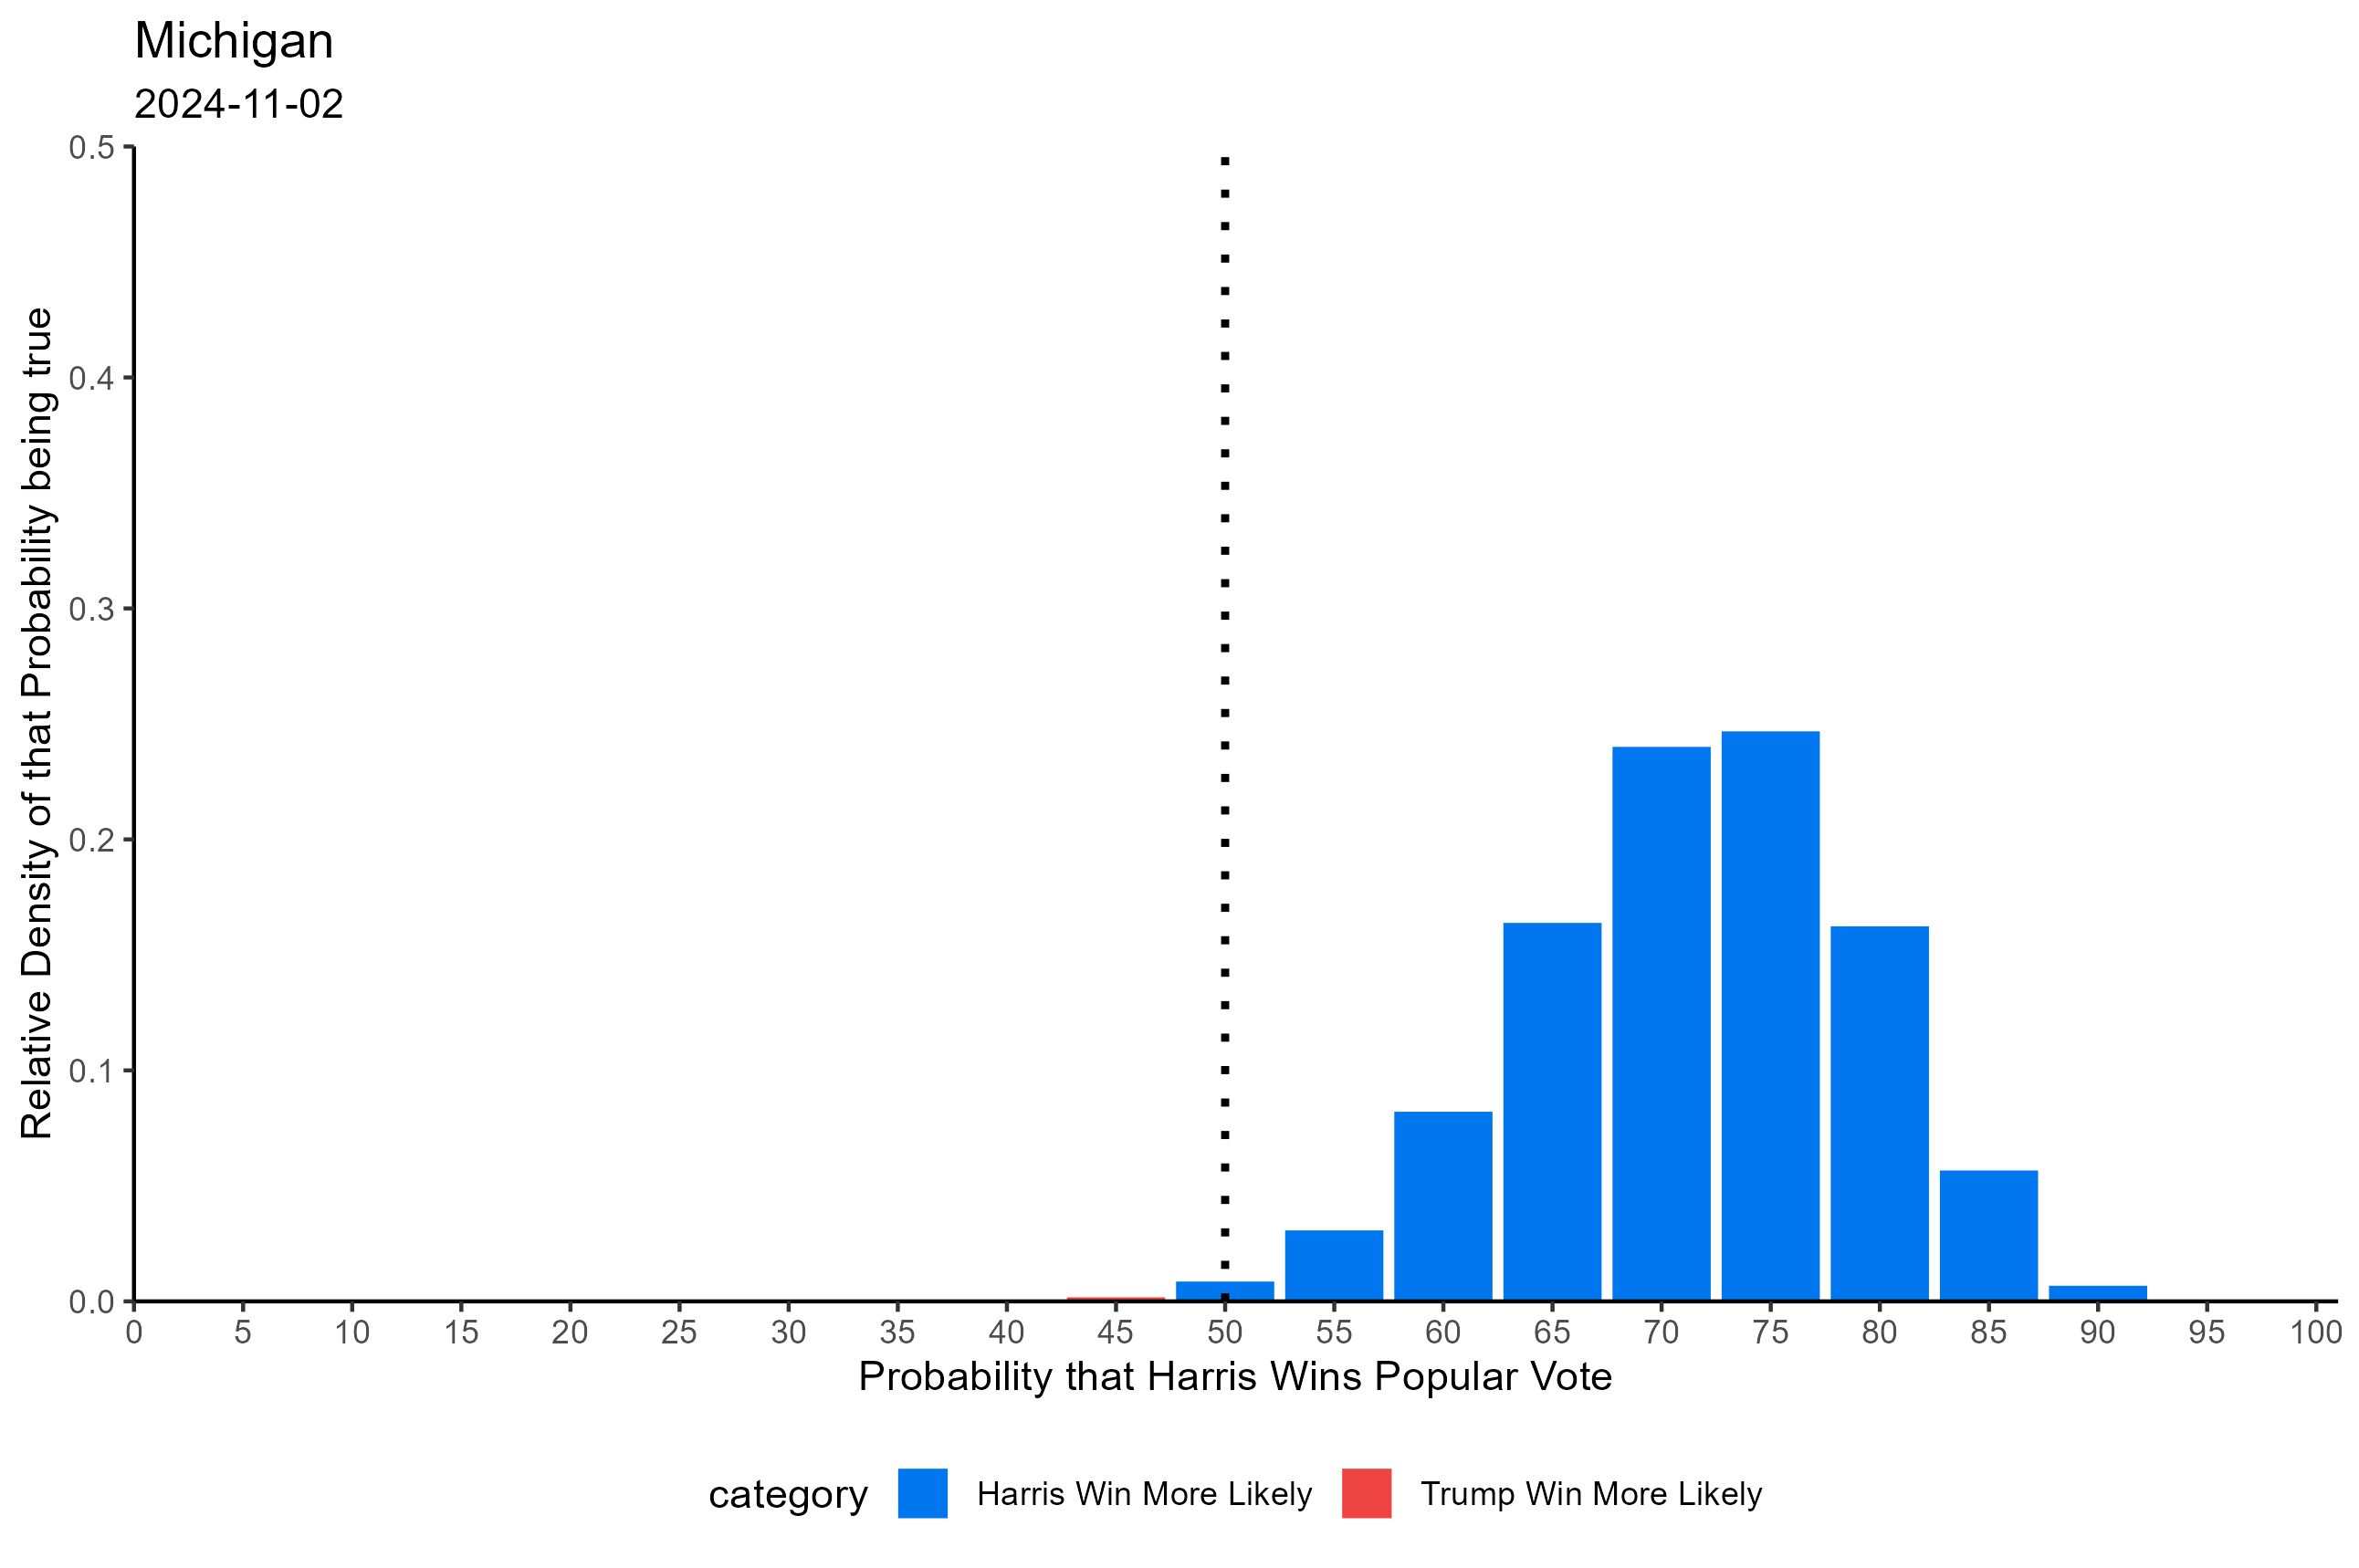 Michigan
2024-11-02
Relative Density of that Probability being true
0.5
0.4
0.3
0.2
0.1
0.0
0 5 10 15 20 25 30 35 40 45 50 55 60 65 70 75 80 85 90 95 100
Probability that Harris Wins Popular Vote
category Harris Win More Likely Trump Win More Likely